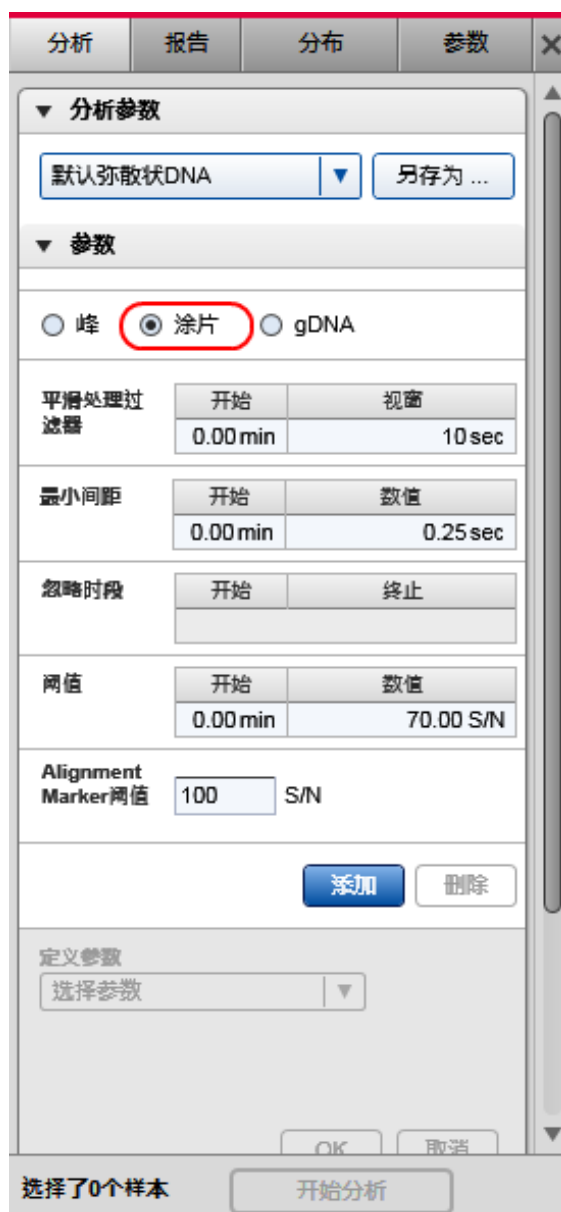 分析 报告 分布 参数
分析参数
默认弥散状DNA 另存为 ...
参数
峰 涂片 gDNA
平滑处理过 开始 视窗
滤器 0.00 min 10 sec
最小间距 开始 数值
0.00 min 0.25 sec
忽略时段 开始 终止
阈值 开始 数值
0.00 min 70.00 S/N
Alignment
Marker阈值 100 S/N
添加 删除
定义参数
选择参数
OK 取消
选择了0个样本 开始分析